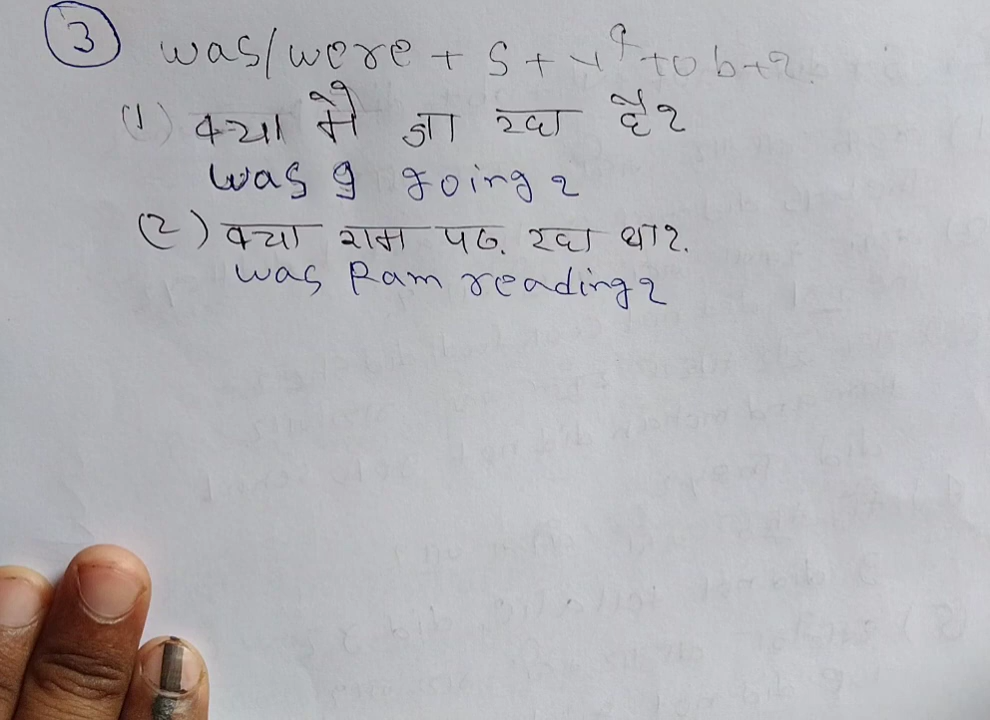 3 was/were + S + v⁴ + ob + ?
(1) क्या मैं जा रहा है?
was I going?
(2) क्या राम पढ़ रहा था?
was Ram reading?